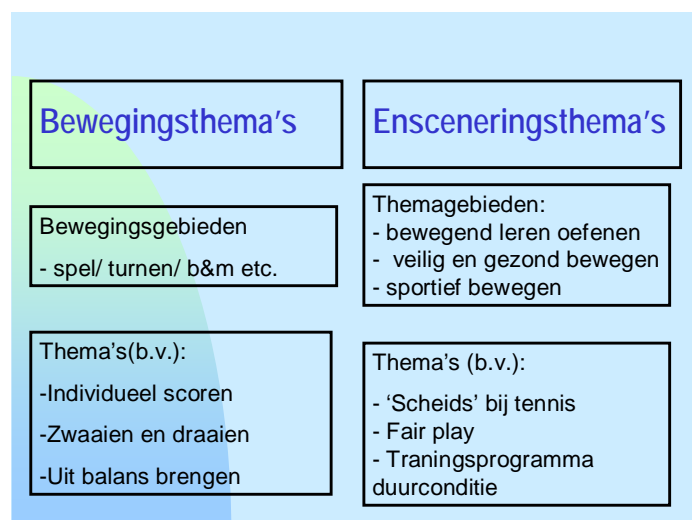 Bewegingsthema's
Bewegingsgebieden
- spel/ turnen/ b&m etc.
Thema's(b.v.):
-Individueel scoren
-Zwaaien en draaien
-Uit balans brengen
Ensceneringsthema's
Themagebieden:
- bewegend leren oefenen
- veilig en gezond bewegen
- sportief bewegen
Thema's (b.v.):
- 'Scheids' bij tennis
- Fair play
- Traningsprogramma
duurconditie